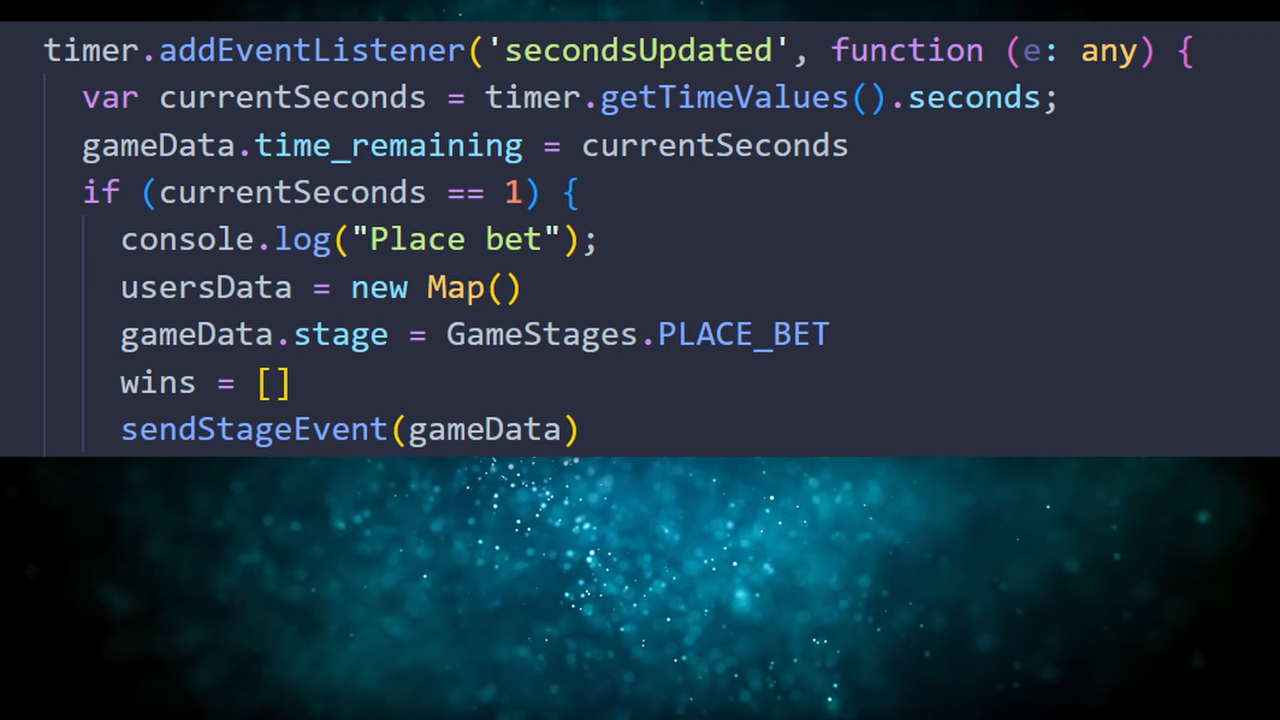 timer.addEventListener('secondsUpdated', function (e: any) {
var currentSeconds = timer.getTimeValues().seconds;
gameData.time_remaining = currentSeconds
if (currentSeconds == 1) {
console.log("Place bet");
usersData = new Map()
gameData.stage = GameStages.PLACE_BET
wins = []
sendStageEvent(gameData)